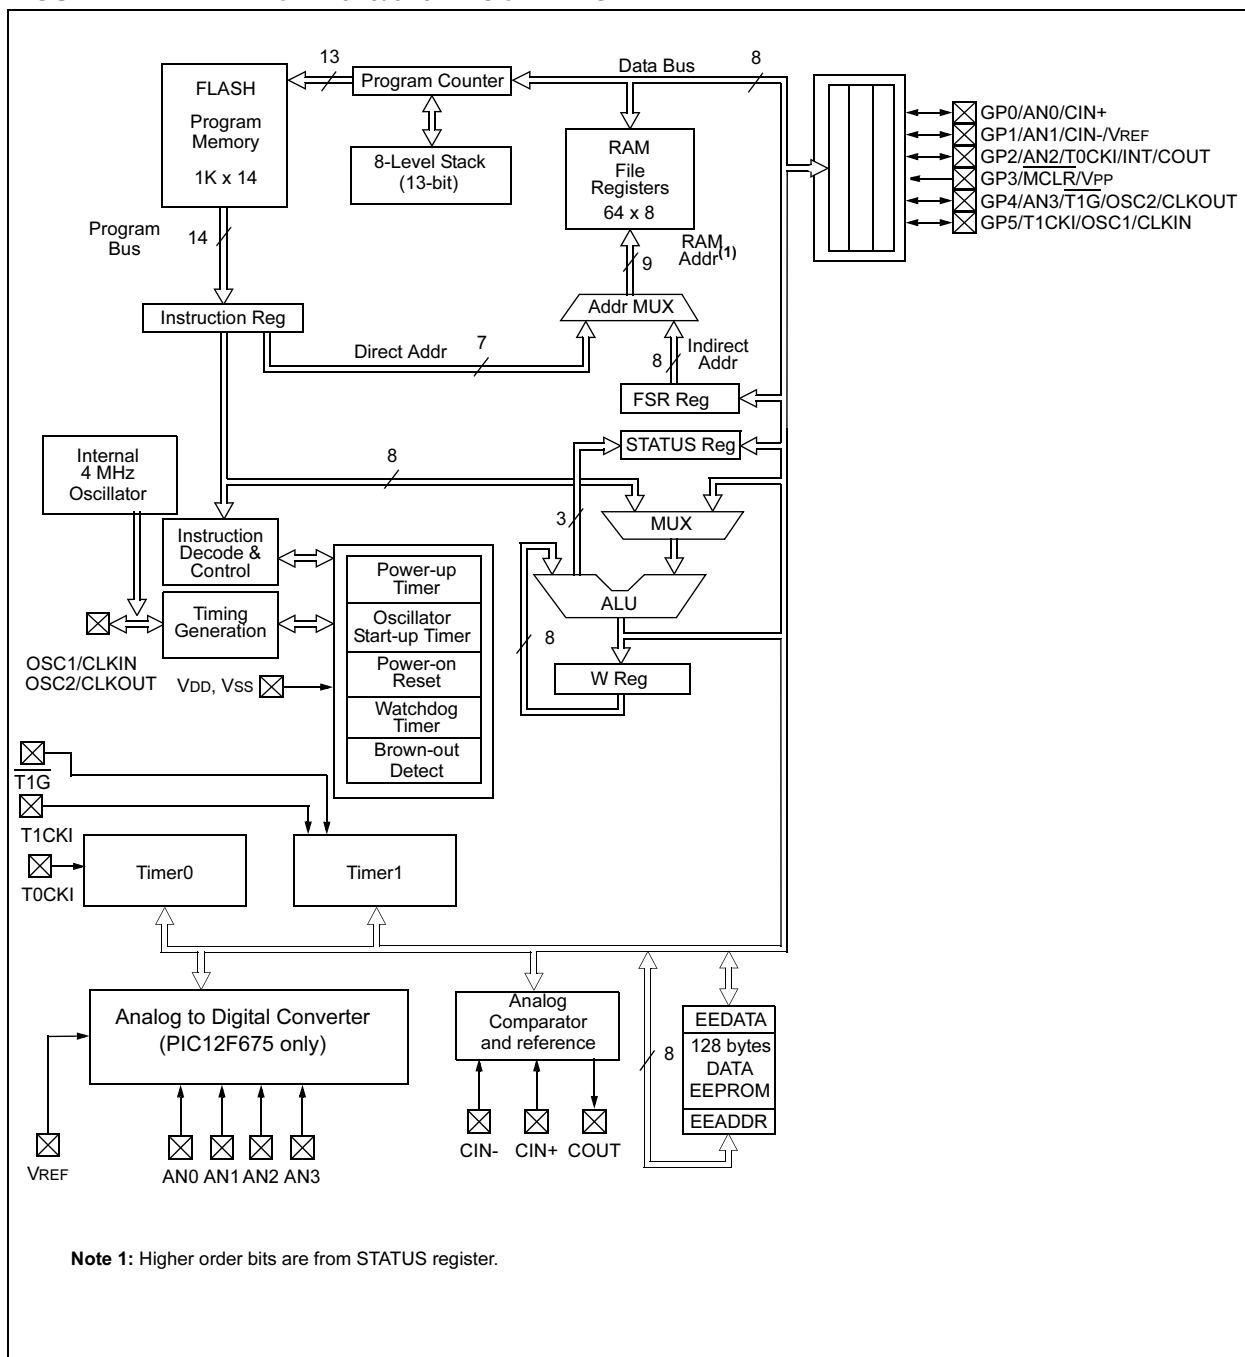 13
Data Bus
8
FLASH
Program
Memory
1K x 14
Program Counter
8-Level Stack
(13-bit)
RAM
File
Registers
64 x 8
GP0/AN0/CIN+
GP1/AN1/CIN-/VREF
GP2/AN2/T0CKI/INT/COUT
GP3/MCLR/VPP
GP4/AN3/T1G/OSC2/CLKOUT
GP5/T1CKI/OSC1/CLKIN
Program
Bus
14
RAM
Addr(1)
9
Addr MUX
Instruction Reg
Direct Addr
7
8
Indirect
Addr
FSR Reg
STATUS Reg
Internal
4 MHz
Oscillator
8
3
MUX
Instruction
Decode &
Control
Power-up
Timer
ALU
Timing
Generation
Oscillator
Start-up Timer
8
OSC1/CLKIN
OSC2/CLKOUT
VDD, VSS
Power-on
Reset
W Reg
Watchdog
Timer
Brown-out
Detect
T1G
T1CKI
T0CKI
Timer0
Timer1
Analog to Digital Converter
(PIC12F675 only)
Analog
Comparator
and reference
8
EEDATA
128 bytes
DATA
EEPROM
EEADDR
VREF
AN0 AN1 AN2 AN3
CIN- CIN+ COUT
Note 1: Higher order bits are from STATUS register.